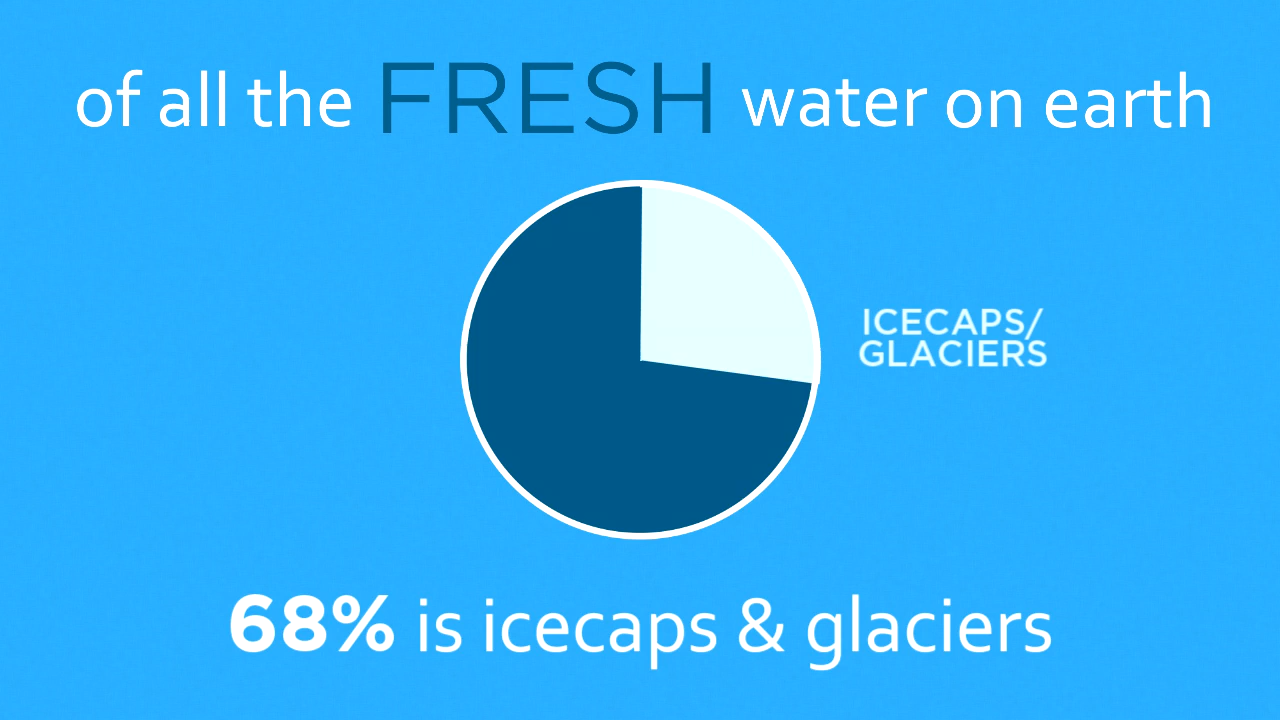 of all the FRESH water on earth
ICECAPS/
GLACIERS
68% is icecaps & glaciers